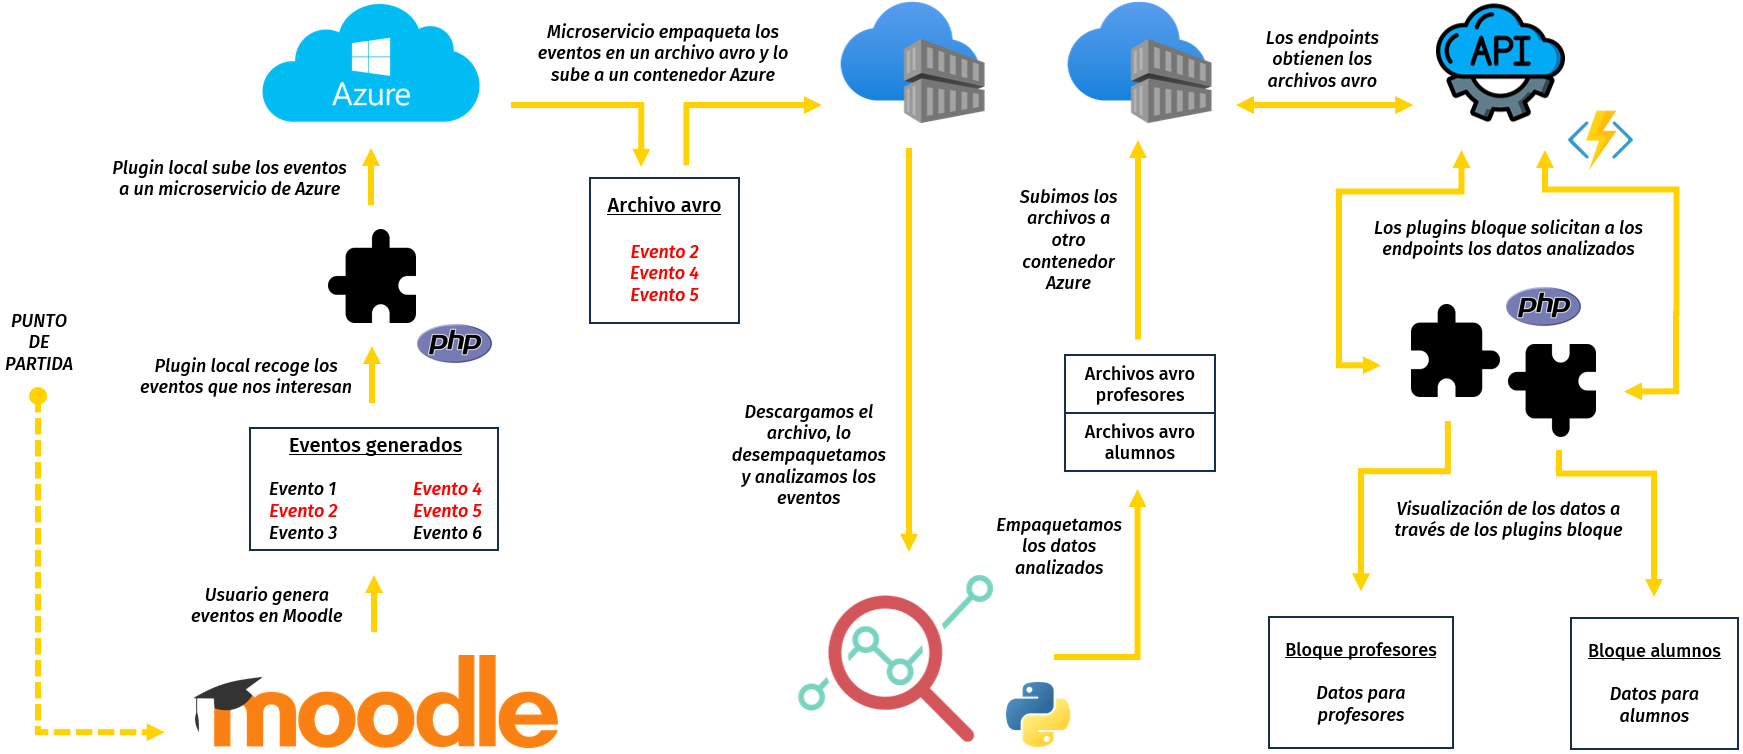 PUNTO
DE
PARTIDA
moodle
Usuario genera
eventos en Moodle
Eventos generados
Evento 1
Evento 2
Evento 3
Evento 4
Evento 5
Evento 6
Plugin local recoge los
eventos que nos interesan
php
Plugin local sube los eventos
a un microservicio de Azure
Azure
Microservicio empaqueta los
eventos en un archivo avro y lo
sube a un contenedor Azure
Archivo avro
Evento 2
Evento 4
Evento 5
Descargamos el
archivo, lo
desempaquetamos
y analizamos los
eventos
Empaquetamos
los datos
analizados
Archivos avro
profesores
Archivos avro
alumnos
Subimos los
archivos a
otro
contenedor
Azure
Los endpoints
obtienen los
archivos avro
API
Los plugins bloque solicitan a los
endpoints los datos analizados
php
Visualización de los datos a
través de los plugins bloque
Bloque profesores
Datos para
profesores
Bloque alumnos
Datos para
alumnos